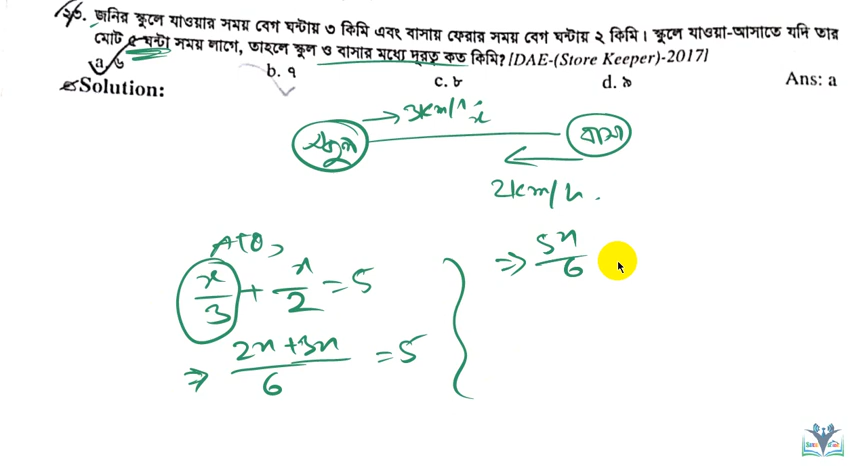 ২৩. জনির স্কুলে যাওয়ার সময় বেগ ঘন্টায় ৩ কিমি এবং বাসায় ফেরার সময় বেগ ঘন্টায় ২ কিমি। স্কুলে যাওয়া-আসাতে যদি তার
মোট ৫ ঘন্টা সময় লাগে, তাহলে স্কুল ও বাসার মধ্যে দূরত্ব কত কিমি? [DAE-(Store Keeper)-2017]
a. ৬ b. ৭ c. ৮ d. ৯ Ans: a
Solution:
3km/h x
স্কুল বাসা
2km/h.
ATQ,
x/3 + x/2 = 5
⇒ 2x+3x/6 = 5
⇒ 5x/6